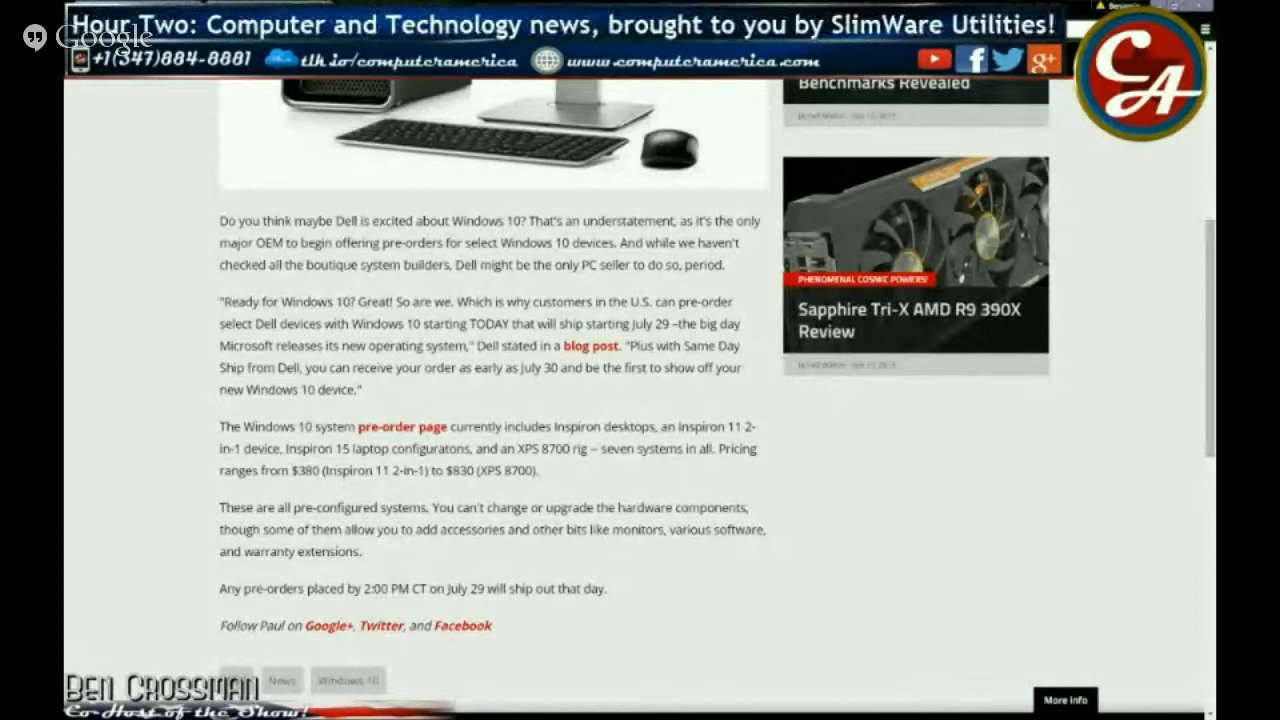 Hour Two: Computer and Technology news, brought to you by SlimWare Utilities!
Google
+1(347)884-8881 tlk.io/computeramerica www.computeramerica.com
CA
Benchmarks Revealed
Do you think maybe Dell is excited about Windows 10? That's an understatement, as it's the only
major OEM to begin offering pre-orders for select Windows 10 devices. And while we haven't
checked all the boutique system builders, Dell might be the only PC seller to do so, period.
PHENOMENAL COSMIC POWERS!
Sapphire Tri-X AMD R9 390X
Review
"Ready for Windows 10? Great! So are we. Which is why customers in the U.S. can pre-order
select Dell devices with Windows 10 starting TODAY that will ship starting July 29 –the big day
Microsoft releases its new operating system," Dell stated in a blog post. "Plus with Same Day
Ship from Dell, you can receive your order as early as July 30 and be the first to show off your
new Windows 10 device."
The Windows 10 system pre-order page currently includes Inspiron desktops, an Inspiron 11 2-
in-1 device, Inspiron 15 laptop configuratons, and an XPS 8700 rig -- seven systems in all. Pricing
ranges from $380 (Inspiron 11 2-in-1) to $830 (XPS 8700).
These are all pre-configured systems. You can't change or upgrade the hardware components,
though some of them allow you to add accessories and other bits like monitors, various software,
and warranty extensions.
Any pre-orders placed by 2:00 PM CT on July 29 will ship out that day.
Follow Paul on Google+, Twitter, and Facebook
News Windows 10
Ben Crossman
Co-Host of the Show!
More info